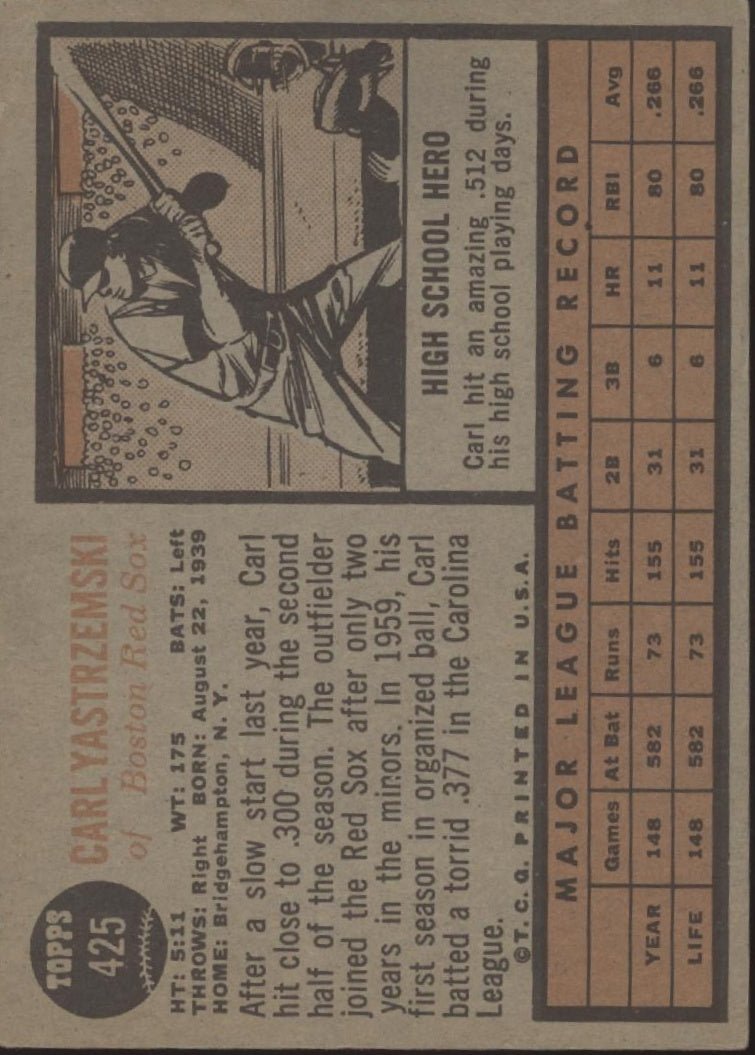 TOPPS
425
CARL YASTRZEMSKI
of Boston Red Sox
HT: 5:11 WT: 175 BATS: Left
THROWS: Right BORN: August 22, 1939
HOME: Bridgehampton, N. Y.
After a slow start last year, Carl
hit close to .300 during the second
half of the season. The outfielder
joined the Red Sox after only two
years in the minors. In 1959, his
first season in organized ball, Carl
batted a torrid .377 in the Carolina
League.
©T. C. G. PRINTED IN U.S.A.
HIGH SCHOOL HERO
Carl hit an amazing .512 during
his high school playing days.
MAJOR LEAGUE BATTING RECORD
Games At Bat Runs Hits 2B 3B HR RBI Avg
YEAR 148 582 73 155 31 6 11 80 .266
LIFE 148 582 73 155 31 6 11 80 .266